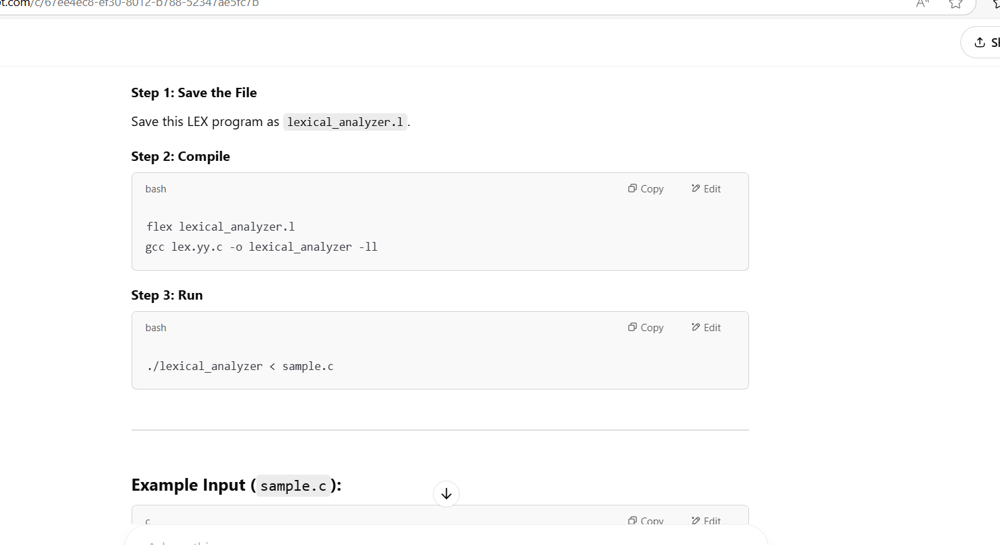 t.com/c/67ee4ec8-ef30-8012-b788-52347ae5fc7b
Step 1: Save the File
Save this LEX program as lexical_analyzer.l.
Step 2: Compile
bash Copy Edit
flex lexical_analyzer.l
gcc lex.yy.c -o lexical_analyzer -ll
Step 3: Run
bash Copy Edit
./lexical_analyzer < sample.c
Example Input (sample.c):
c Copy Edit